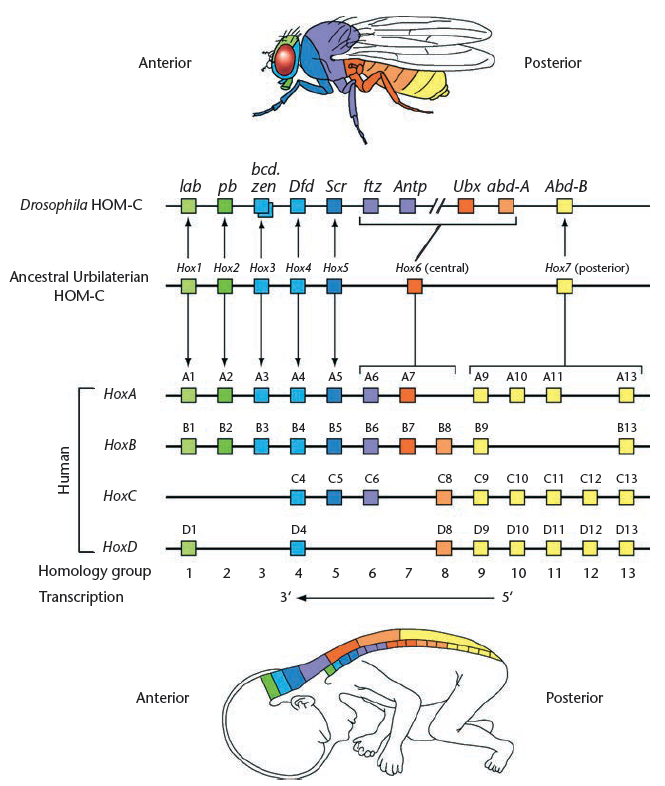 Anterior Posterior
bcd.
lab pb zen Dfd Scr ftz Antp Ubx abd-A Abd-B
Drosophila HOM-C
Hox1 Hox2 Hox3 Hox4 Hox5 Hox6 (central) Hox7 (posterior)
Ancestral Urbilaterian
HOM-C
A1 A2 A3 A4 A5 A6 A7 A9 A10 A11 A13
HoxA
B1 B2 B3 B4 B5 B6 B7 B8 B9 B13
HoxB
Human
C4 C5 C6 C8 C9 C10 C11 C12 C13
HoxC
D1 D4 D8 D9 D10 D11 D12 D13
HoxD
Homology group 1 2 3 4 5 6 7 8 9 10 11 12 13
Transcription 3′ 5′
Anterior Posterior